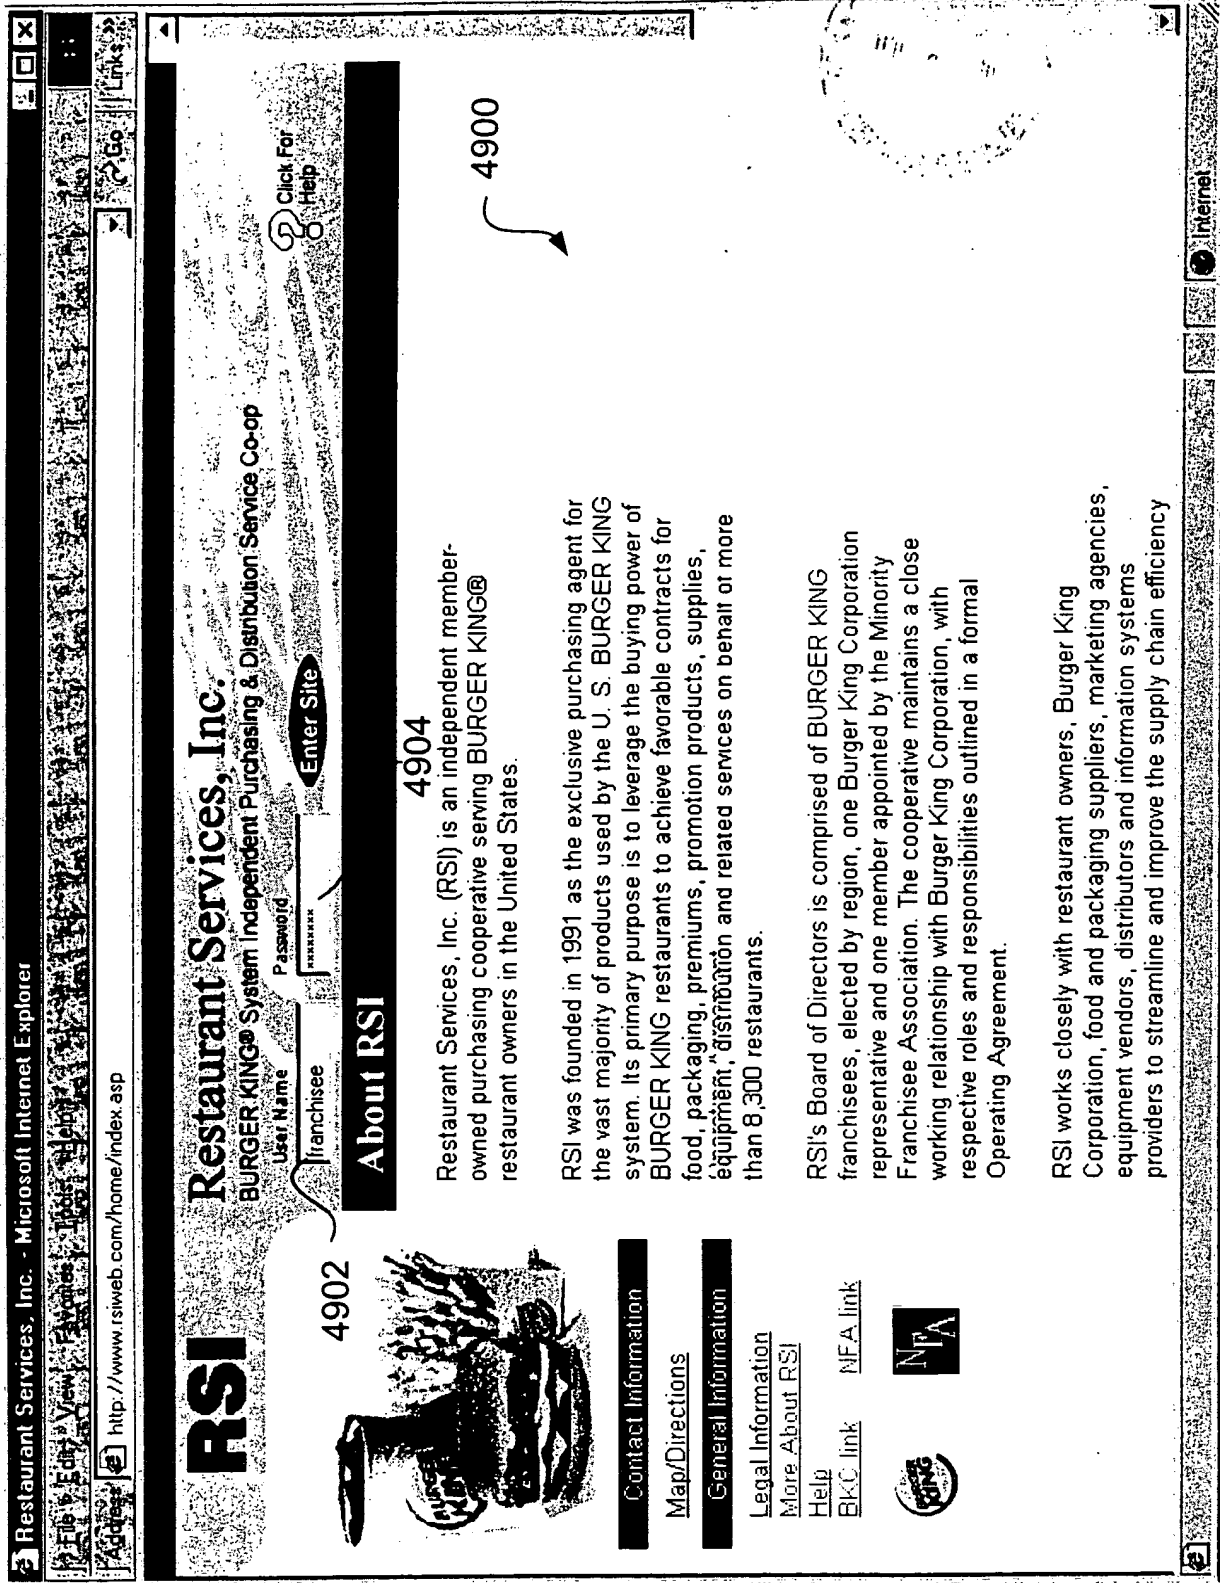 Restaurant Services, Inc. - Microsoft Internet Explorer
File Edit View Favorites Tools Help
Address http://www.rsiweb.com/home/index.asp Go Links »
RSI
Restaurant Services, Inc.
BURGER KING® System Independent Purchasing & Distribution Service Co-op
User Name Password
franchisee ******** Enter Site
Click For
Help
About RSI
4902
4904
4900
Restaurant Services, Inc. (RSI) is an independent member-
owned purchasing cooperative serving BURGER KING®
restaurant owners in the United States.
RSI was founded in 1991 as the exclusive purchasing agent for
the vast majority of products used by the U. S. BURGER KING
system. Its primary purpose is to leverage the buying power of
BURGER KING restaurants to achieve favorable contracts for
food, packaging, premiums, promotion products, supplies,
equipment, distribution and related services on behalf of more
than 8,300 restaurants.
RSI's Board of Directors is comprised of BURGER KING
franchisees, elected by region, one Burger King Corporation
representative and one member appointed by the Minority
Franchisee Association. The cooperative maintains a close
working relationship with Burger King Corporation, with
respective roles and responsibilities outlined in a formal
Operating Agreement.
RSI works closely with restaurant owners, Burger King
Corporation, food and packaging suppliers, marketing agencies,
equipment vendors, distributors and information systems
providers to streamline and improve the supply chain efficiency
BURGER KING
Contact Information
Map/Directions
General Information
Legal Information
More About RSI
Help
BKC link NFA link
BURGER KING NFA
Internet